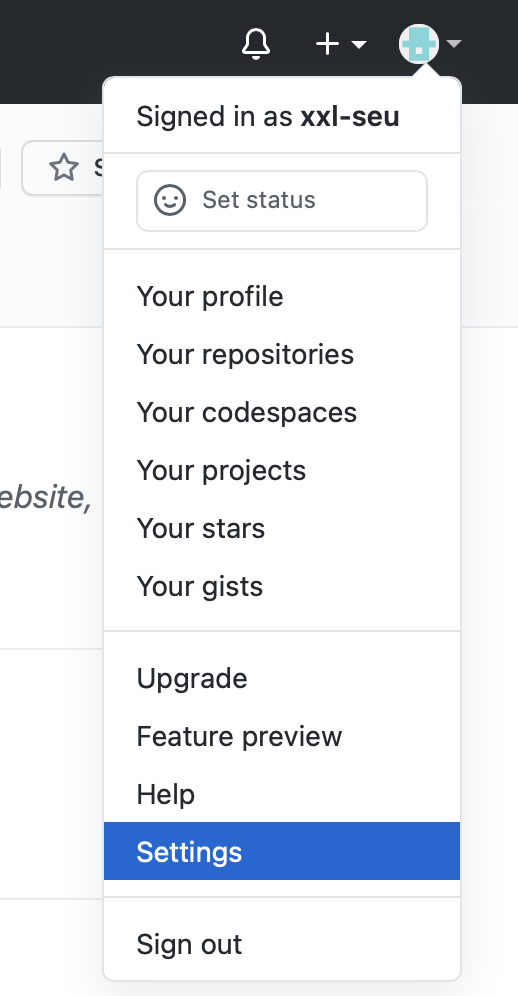 Signed in as xxl-seu
Set status
Your profile
Your repositories
Your codespaces
ebsite,
Your projects
Your stars
Your gists
Upgrade
Feature preview
Help
Settings
Sign out